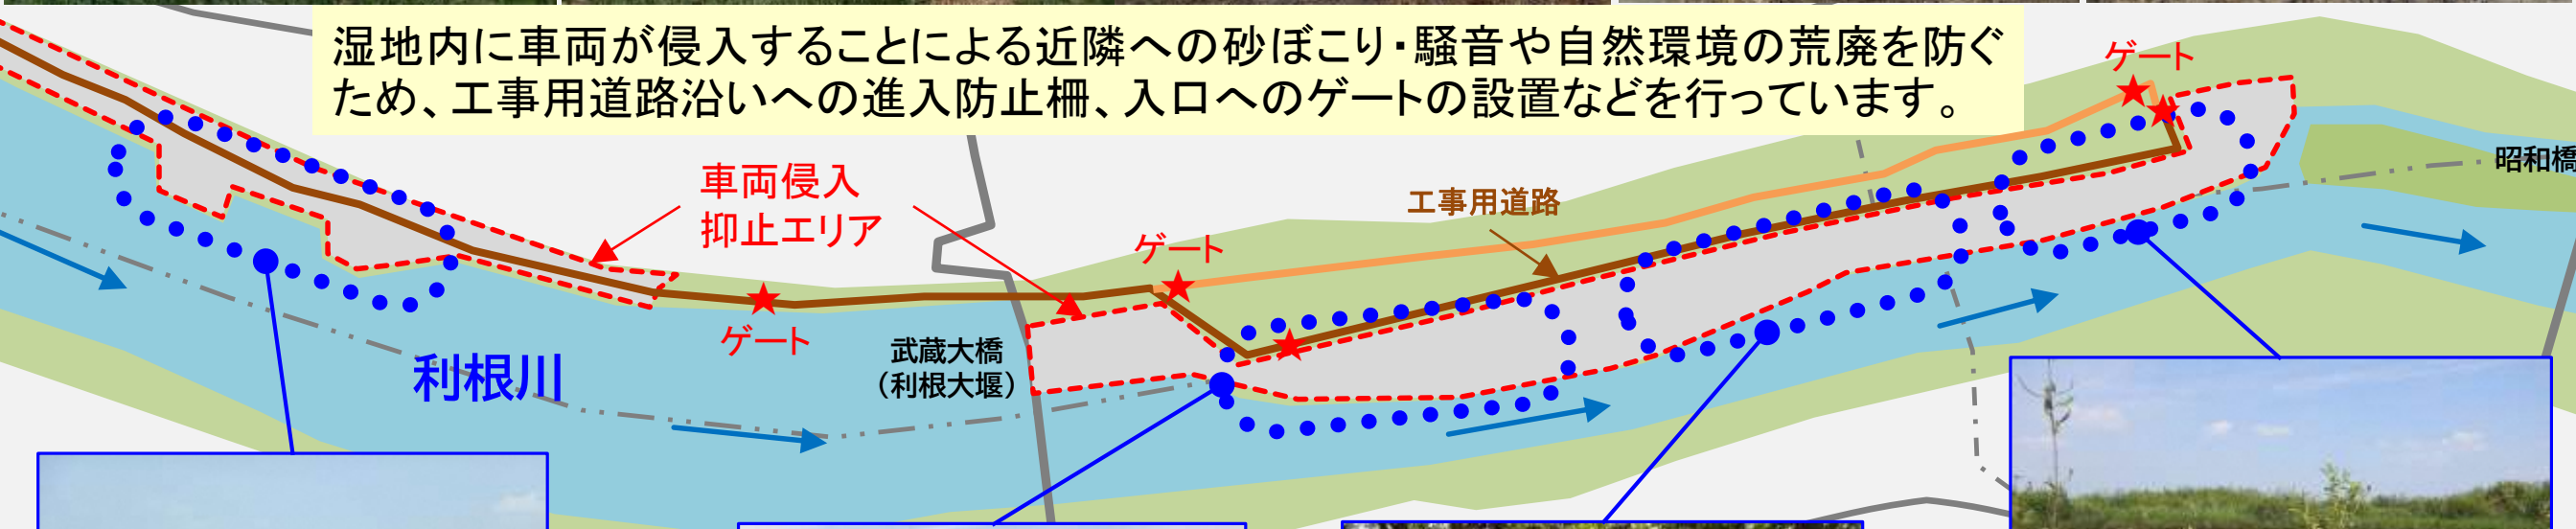 湿地内に車両が侵入することによる近隣への砂ぼこり・騒音や自然環境の荒廃を防ぐ
ため、工事用道路沿いへの進入防止柵、入口へのゲートの設置などを行っています。
ゲート
車両侵入
抑止エリア
工事用道路
昭和橋
ゲート
ゲート
武蔵大橋
（利根大堰）
利根川